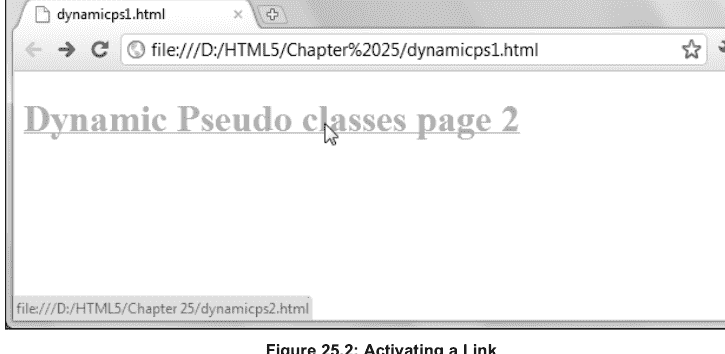 dynamicps1.html
file:///D:/HTML5/Chapter%2025/dynamicps1.html
Dynamic Pseudo classes page 2
file:///D:/HTML5/Chapter 25/dynamicps2.html
Figure 25.2: Activating a Link